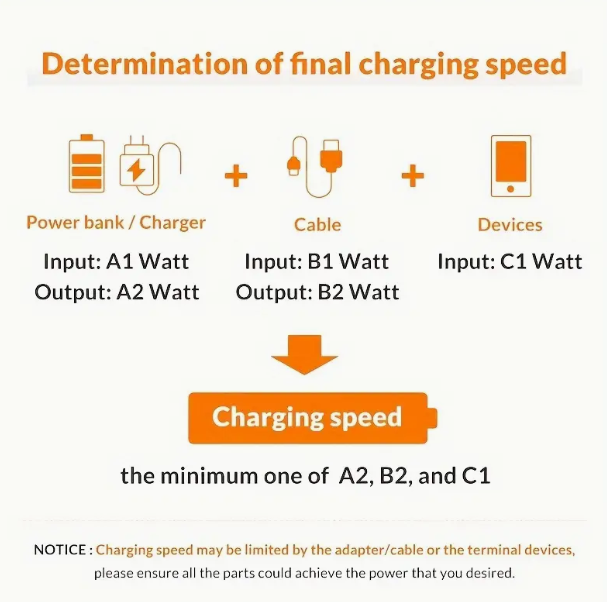 Determination of final charging speed
Power bank / Charger
Cable
Devices
Input: A1 Watt
Input: B1 Watt
Input: C1 Watt
Output: A2 Watt
Output: B2 Watt
Charging speed
the minimum one of A2, B2, and C1
NOTICE : Charging speed may be limited by the adapter/cable or the terminal devices,
please ensure all the parts could achieve the power that you desired.